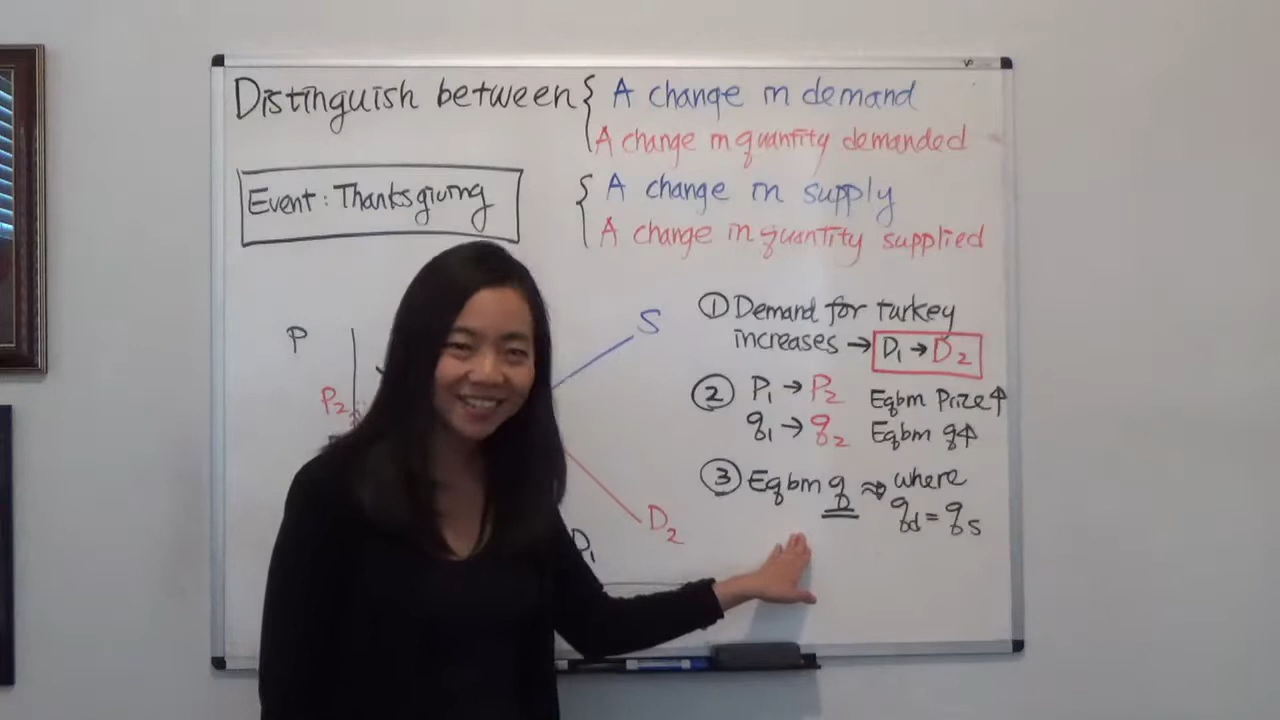 Distinguish between { A change in demand
A change in quantity demanded
Event: Thanksgiving
{ A change in supply
A change in quantity supplied
P
S
P2
D2
D1
① Demand for turkey
increases → D1 → D2
② P1 → P2 Eqbm Prize↑
q1 → q2 Eqbm q↑
③ Eqbm q ⇒ where
qd = qs